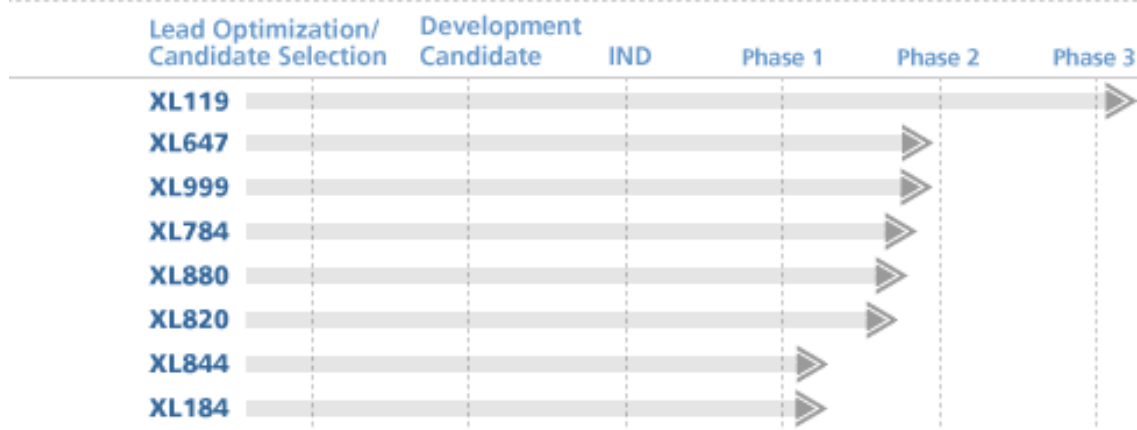 Lead Optimization/
Candidate Selection
Development
Candidate
IND
Phase 1
Phase 2
Phase 3
XL119
XL647
XL999
XL784
XL880
XL820
XL844
XL184